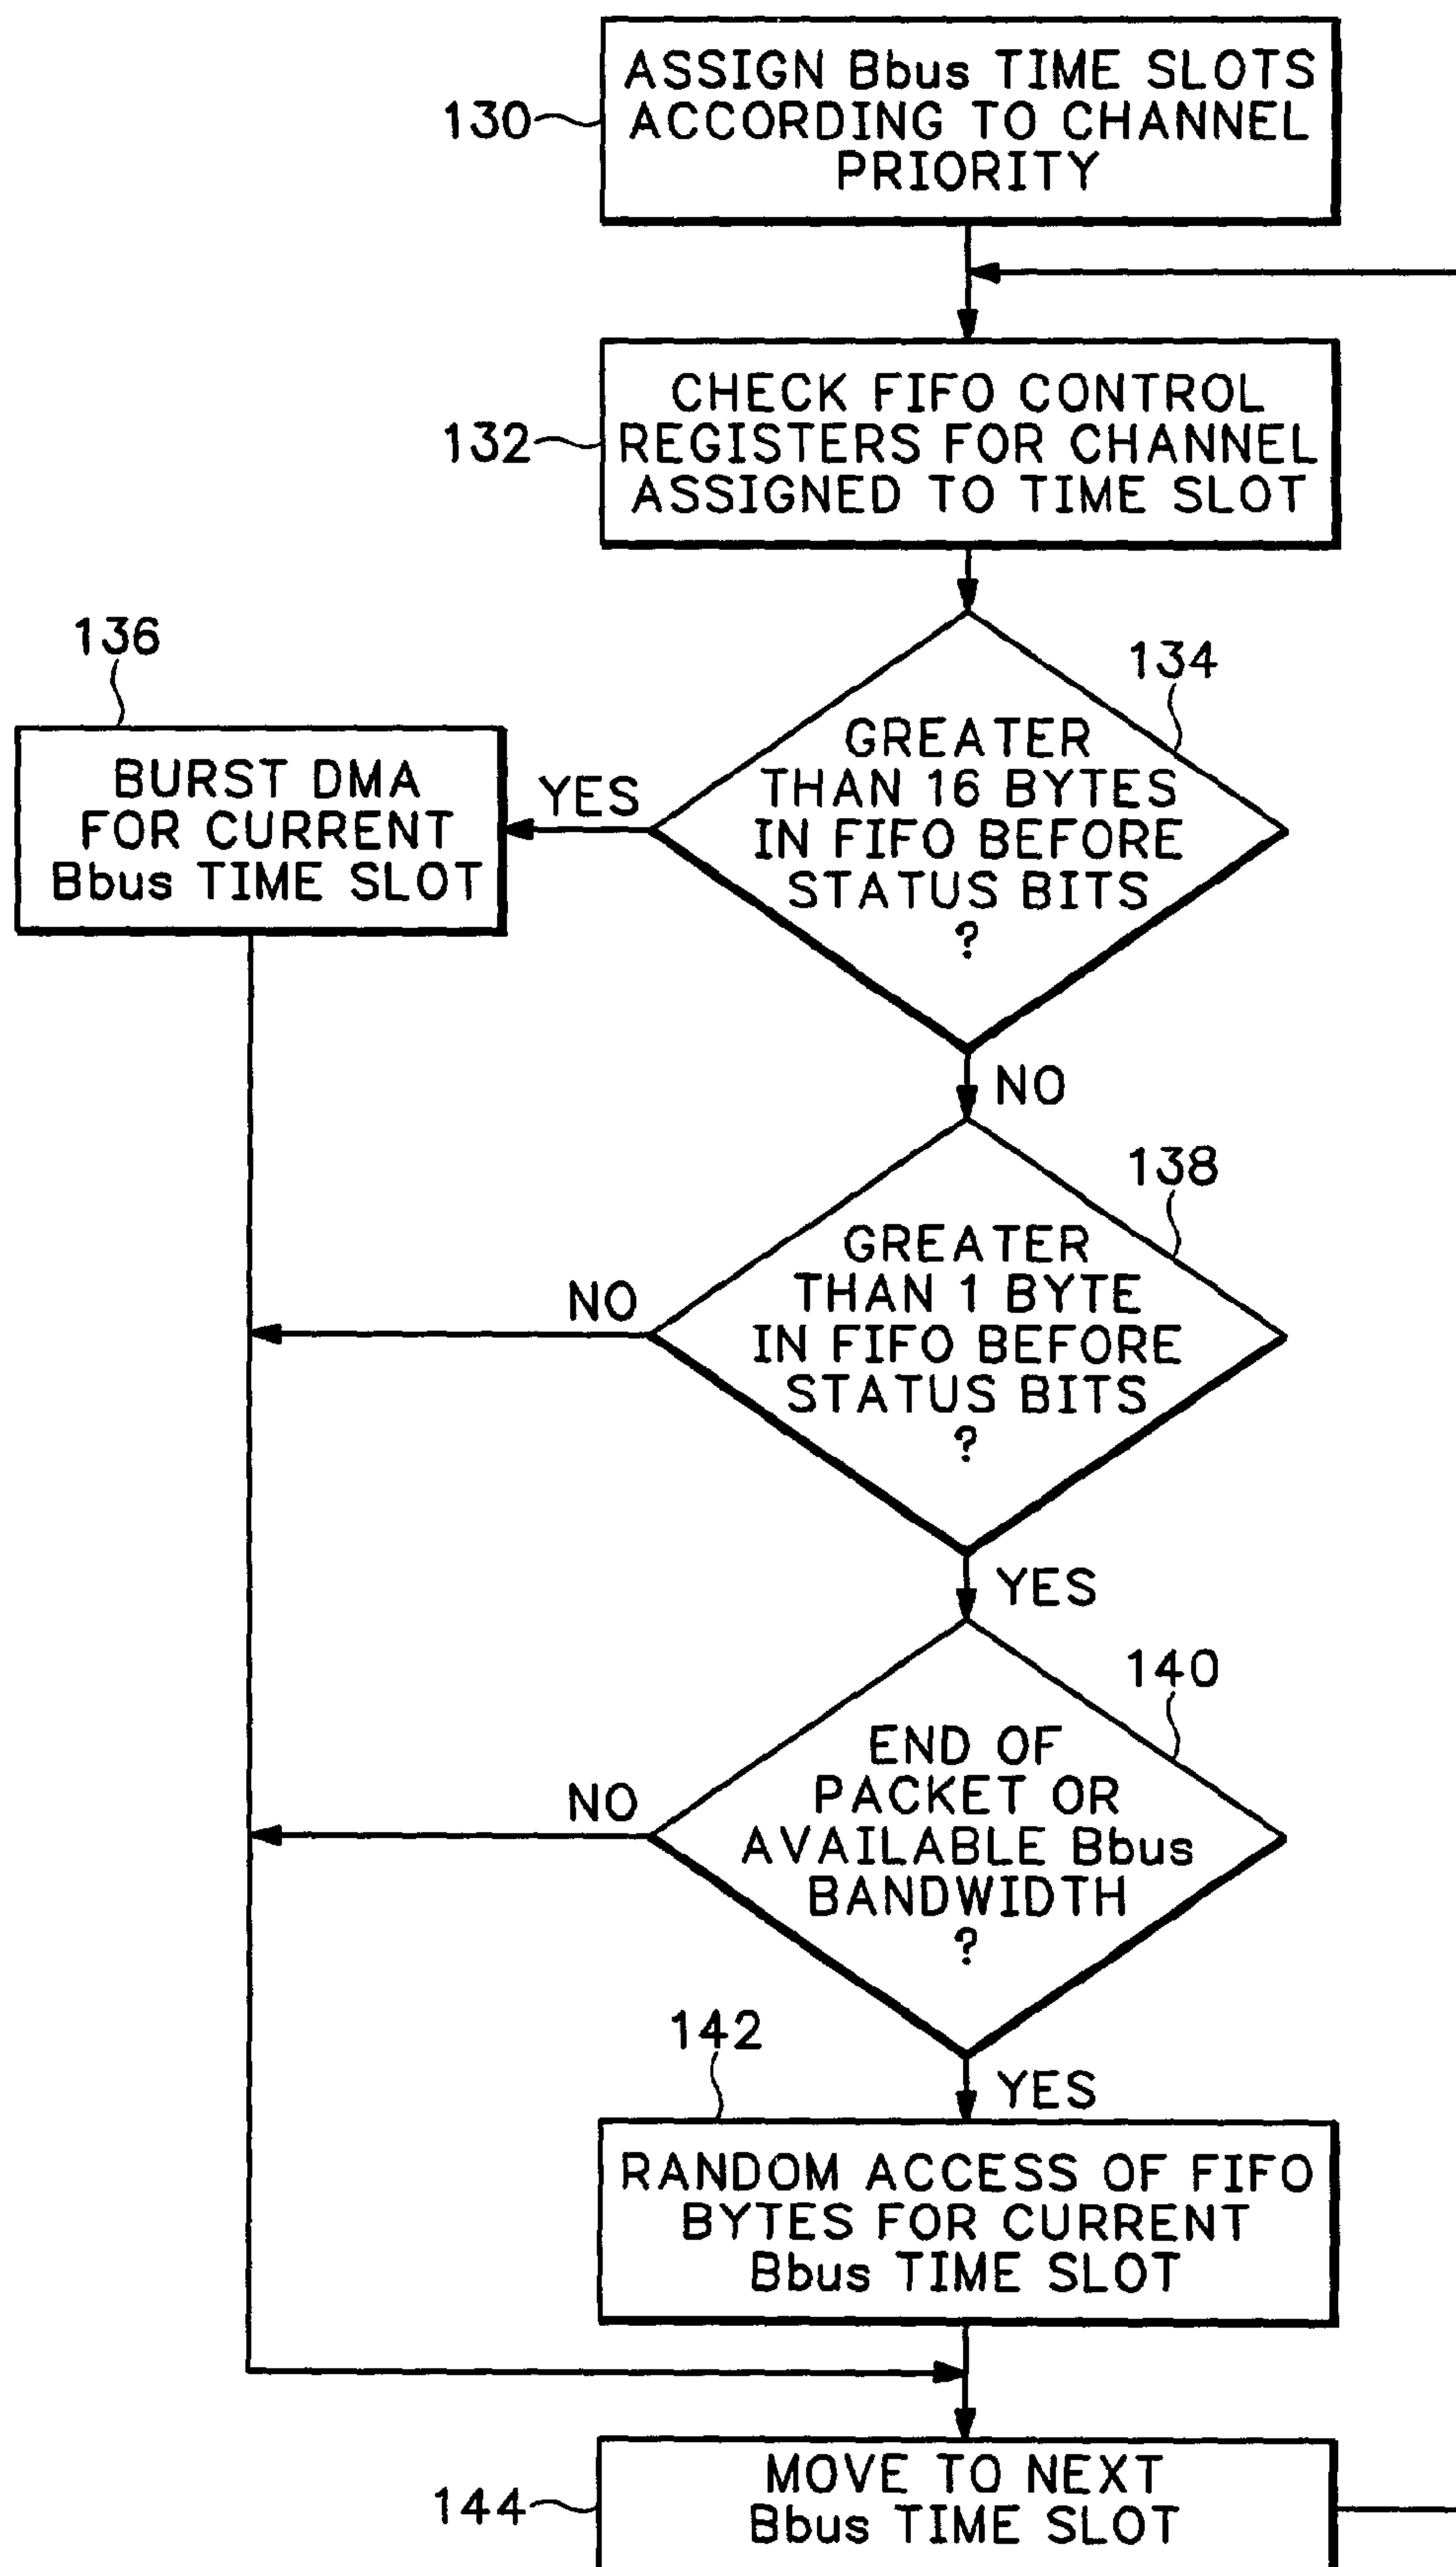 ASSIGN Bbus TIME SLOTS
ACCORDING TO CHANNEL
PRIORITY
130
CHECK FIFO CONTROL
REGISTERS FOR CHANNEL
ASSIGNED TO TIME SLOT
132
134
GREATER
THAN 16 BYTES
IN FIFO BEFORE
STATUS BITS
?
YES
136
BURST DMA
FOR CURRENT
Bbus TIME SLOT
NO
138
GREATER
THAN 1 BYTE
IN FIFO BEFORE
STATUS BITS
?
NO
YES
140
END OF
PACKET OR
AVAILABLE Bbus
BANDWIDTH
?
NO
YES
142
RANDOM ACCESS OF FIFO
BYTES FOR CURRENT
Bbus TIME SLOT
144
MOVE TO NEXT
Bbus TIME SLOT